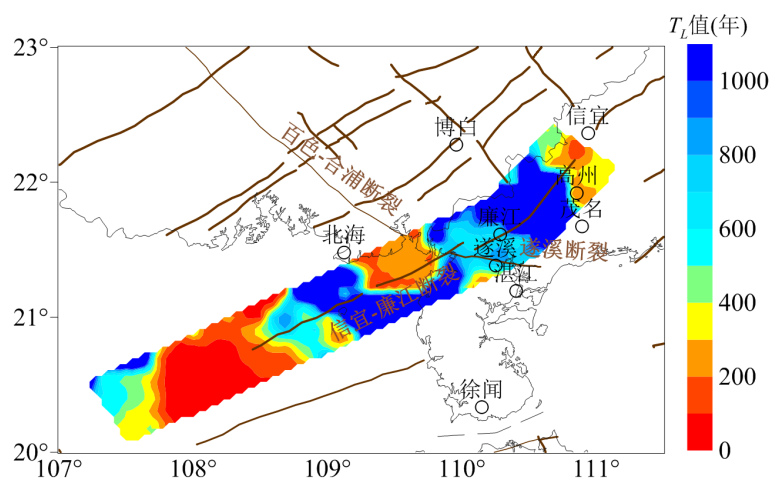 T_L值(年)
23°
22°
21°
20°
107°
108°
109°
110°
111°
1000
800
600
400
200
0
信宜
博白
百色-合浦断裂
高州
茂名
廉江
北海
遂溪
遂溪断裂
湛江
信宜-廉江断裂
徐闻